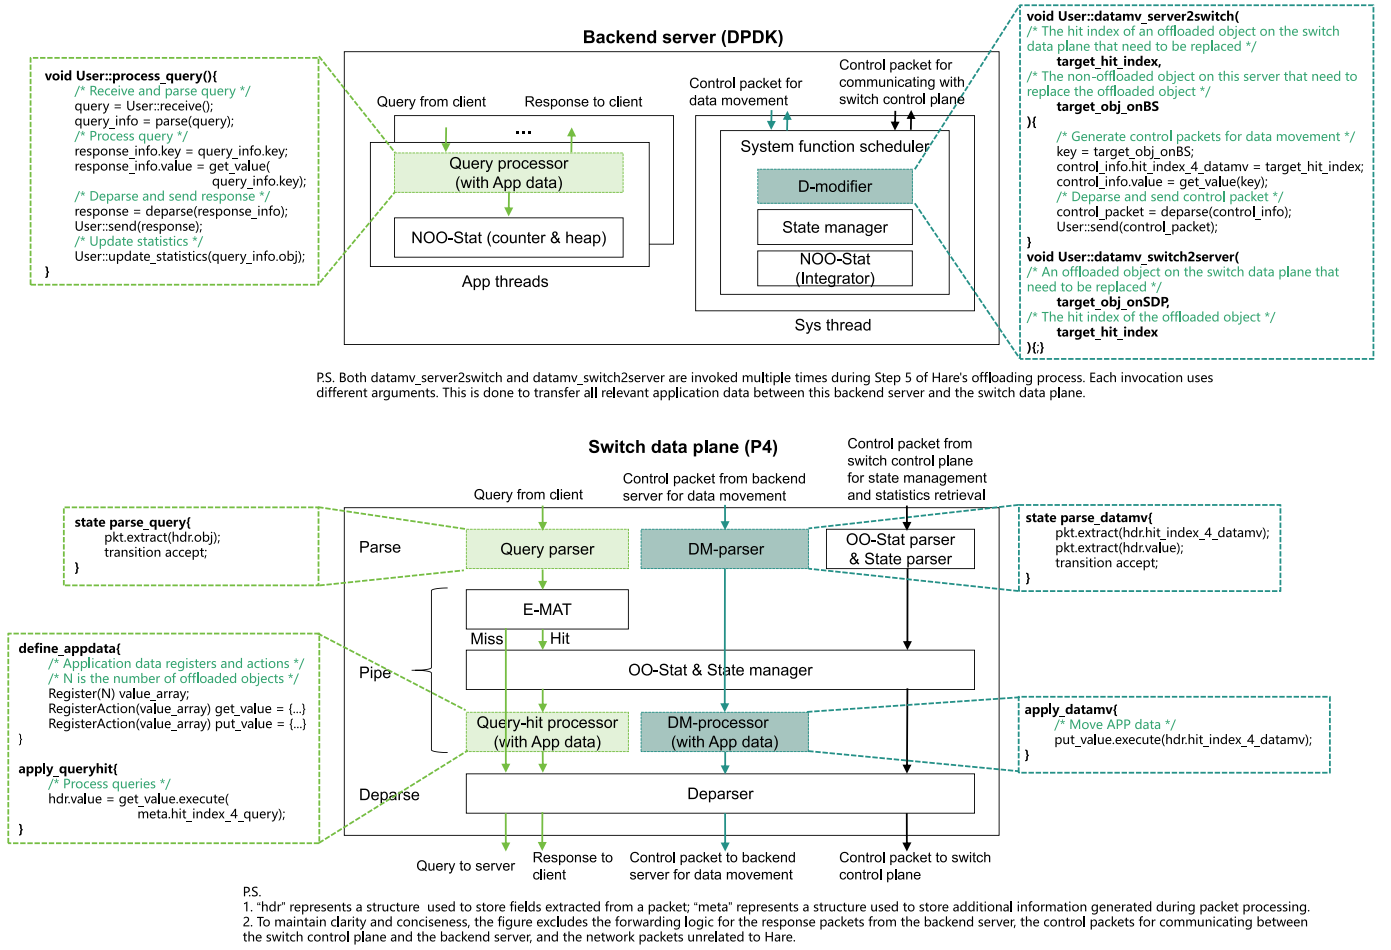 Backend server (DPDK)
void User::process_query(){
/* Receive and parse query */
query = User::receive();
query_info = parse(query);
/* Process query */
response_info.key = query_info.key;
response_info.value = get_value(
query_info.key);
/* Deparse and send response */
response = deparse(response_info);
User::send(response);
/* Update statistics */
User::update_statistics(query_info.obj);
}
Query from client
Response to client
...
Query processor
(with App data)
NOO-Stat (counter & heap)
App threads
Control packet for
data movement
Control packet for
communicating with
switch control plane
System function scheduler
D-modifier
State manager
NOO-Stat
(Integrator)
Sys thread
void User::datamv_server2switch(
/* The hit index of an offloaded object on the switch
data plane that need to be replaced */
target_hit_index,
/* The non-offloaded object on this server that need to
replace the offloaded object */
target_obj_onBS
){
/* Generate control packets for data movement */
key = target_obj_onBS;
control_info.hit_index_4_datamv = target_hit_index;
control_info.value = get_value(key);
/* Deparse and send control packet */
control_packet = deparse(control_info);
User::send(control_packet);
}
void User::datamv_switch2server(
/* An offloaded object on the switch data plane that
need to be replaced */
target_obj_onSDP,
/* The hit index of the offloaded object */
target_hit_index
){;}
P.S. Both datamv_server2switch and datamv_switch2server are invoked multiple times during Step 5 of Hare's offloading process. Each invocation uses
different arguments. This is done to transfer all relevant application data between this backend server and the switch data plane.
Switch data plane (P4)
Query from client
Control packet from backend
server for data movement
Control packet from
switch control plane
for state management
and statistics retrieval
state parse_query{
pkt.extract(hdr.obj);
transition accept;
}
Parse
Query parser
DM-parser
OO-Stat parser
& State parser
state parse_datamv{
pkt.extract(hdr.hit_index_4_datamv);
pkt.extract(hdr.value);
transition accept;
}
E-MAT
Miss
Hit
Pipe
OO-Stat & State manager
define_appdata{
/* Application data registers and actions */
/* N is the number of offloaded objects */
Register(N) value_array;
RegisterAction(value_array) get_value = {...}
RegisterAction(value_array) put_value = {...}
}
apply_queryhit{
/* Process queries */
hdr.value = get_value.execute(
meta.hit_index_4_query);
}
Query-hit processor
(with App data)
DM-processor
(with App data)
apply_datamv{
/* Move APP data */
put_value.execute(hdr.hit_index_4_datamv);
}
Deparse
Deparser
Query to server
Response to
client
Control packet to backend
server for data movement
Control packet to switch
control plane
P.S.
1. "hdr" represents a structure used to store fields extracted from a packet; "meta" represents a structure used to store additional information generated during packet processing.
2. To maintain clarity and conciseness, the figure excludes the forwarding logic for the response packets from the backend server, the control packets for communicating between
the switch control plane and the backend server, and the network packets unrelated to Hare.